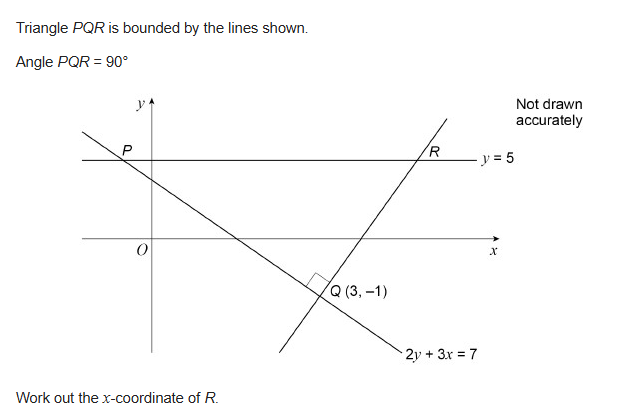 Triangle PQR is bounded by the lines shown.
Angle PQR = 90°
y
Not drawn
accurately
P
R
y = 5
O
x
Q (3, −1)
2y + 3x = 7
Work out the x-coordinate of R.